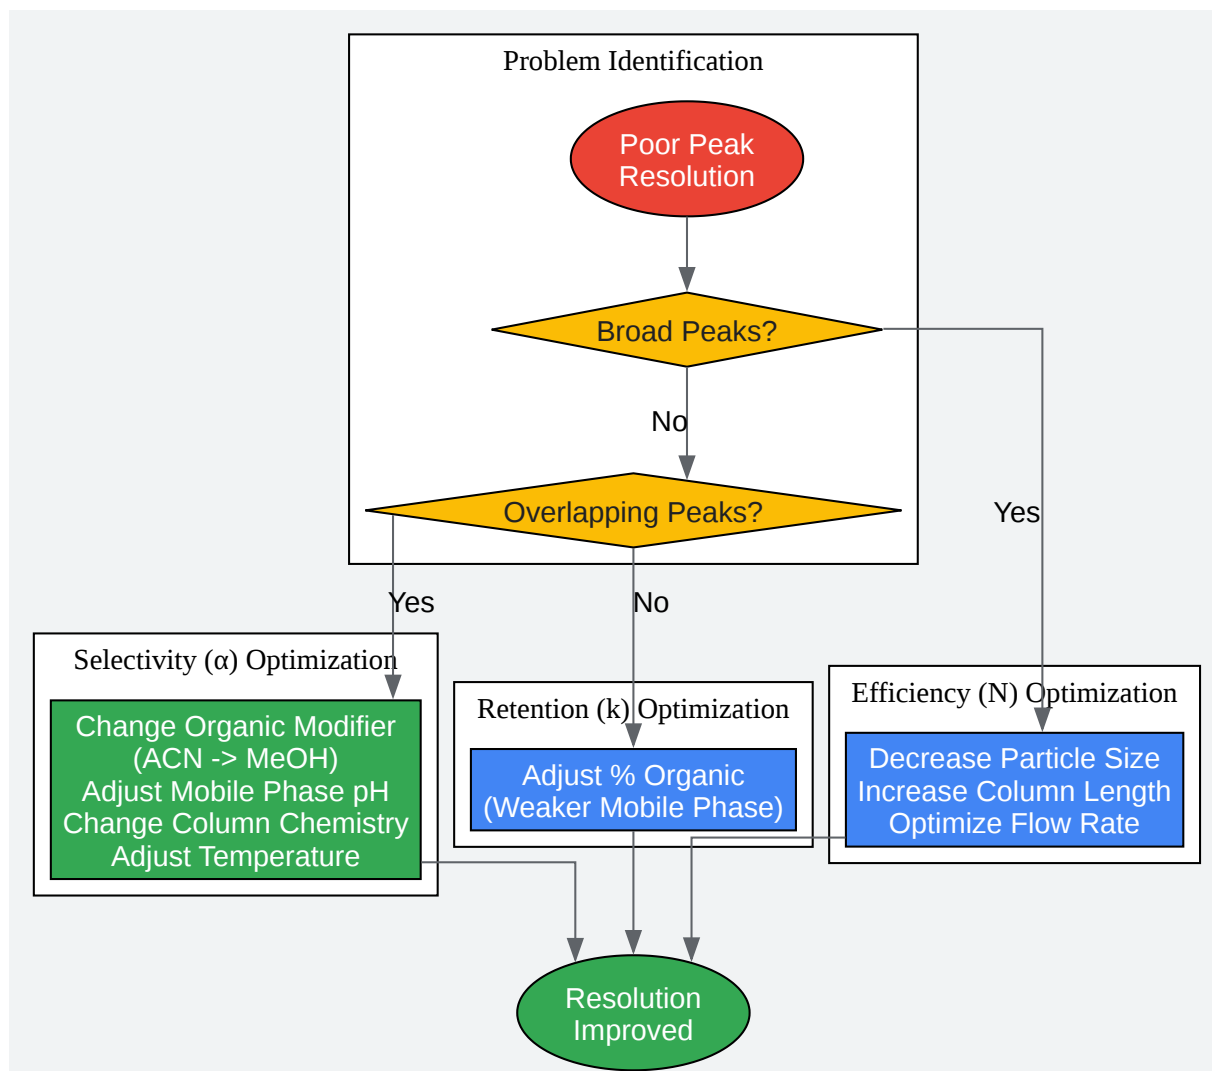 Problem Identification
Poor Peak
Resolution
Broad Peaks?
No
Overlapping Peaks?
Yes
Yes
No
Selectivity (α) Optimization
Change Organic Modifier
(ACN -> MeOH)
Adjust Mobile Phase pH
Change Column Chemistry
Adjust Temperature
Retention (k) Optimization
Adjust % Organic
(Weaker Mobile Phase)
Efficiency (N) Optimization
Decrease Particle Size
Increase Column Length
Optimize Flow Rate
Resolution
Improved